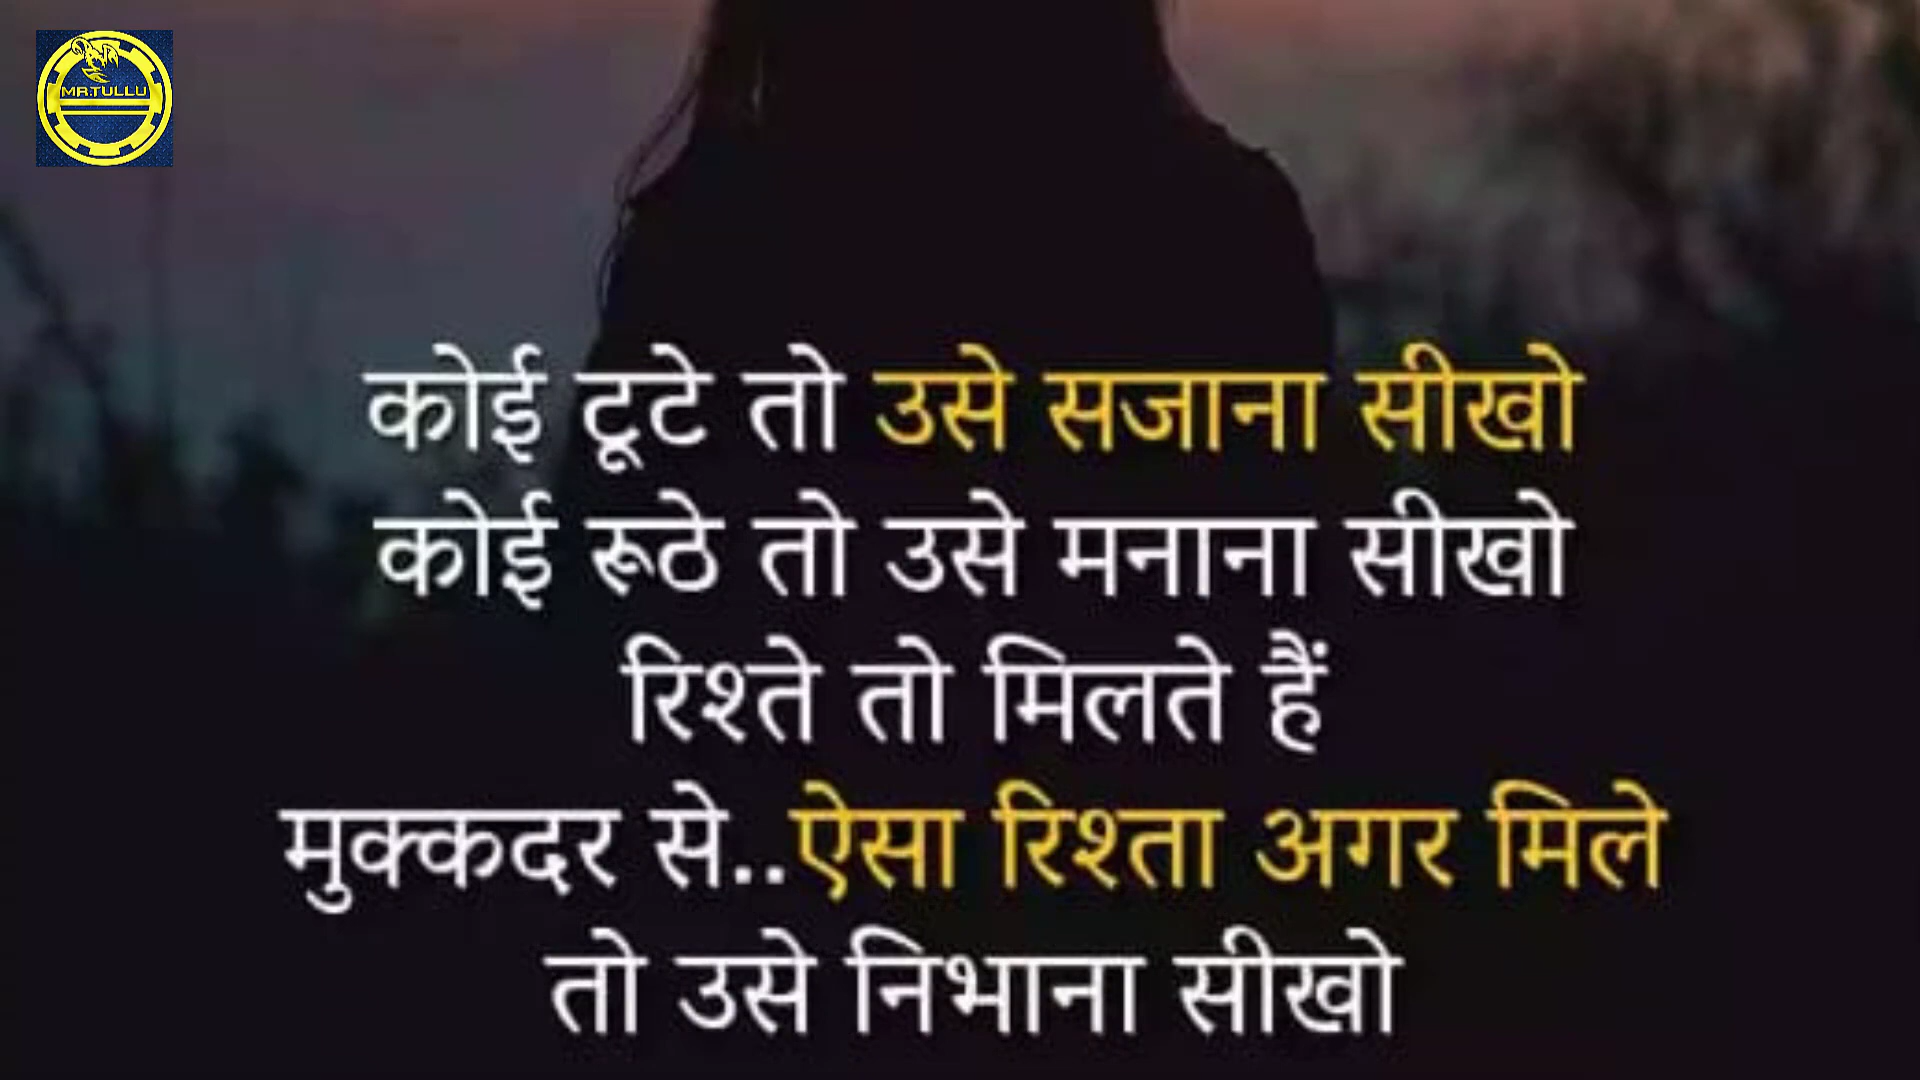 MR.TULLU
कोई टूटे तो उसे सजाना सीखो
कोई रूठे तो उसे मनाना सीखो
रिश्ते तो मिलते हैं
मुक्कदर से..ऐसा रिश्ता अगर मिले
तो उसे निभाना सीखो